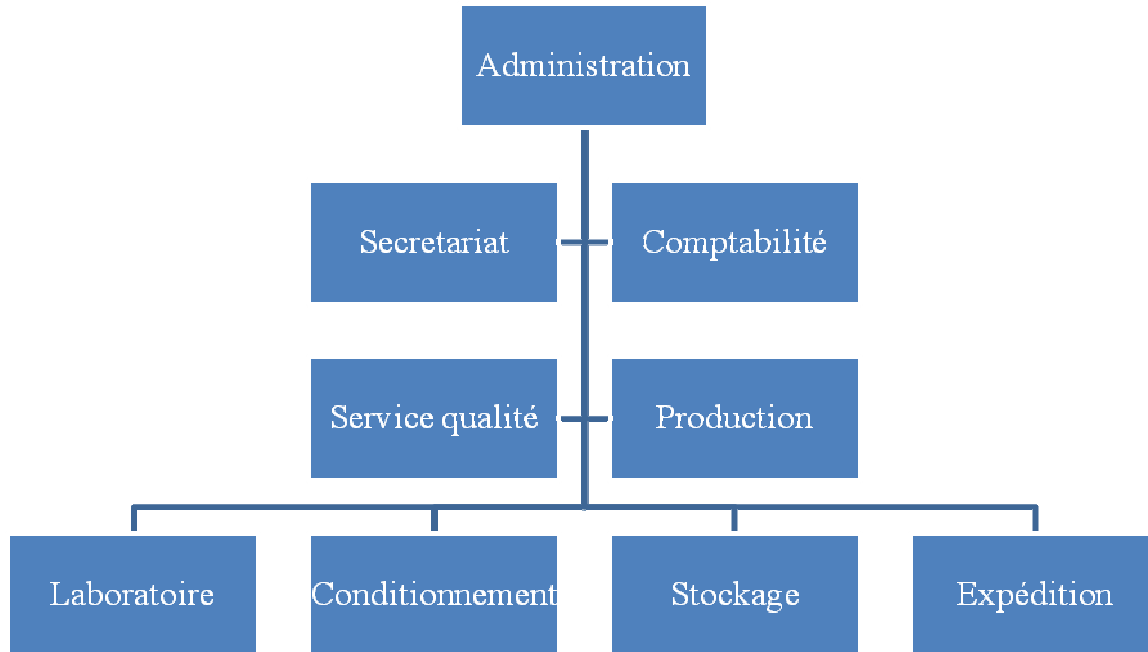 Administration
Secretariat
Comptabilité
Service qualité
Production
Laboratoire
Conditionnement
Stockage
Expédition